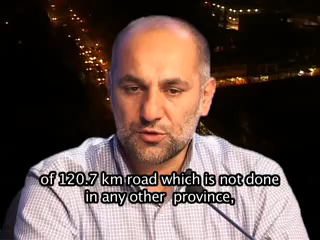 of 120.7 km road which is not done
in any other province,